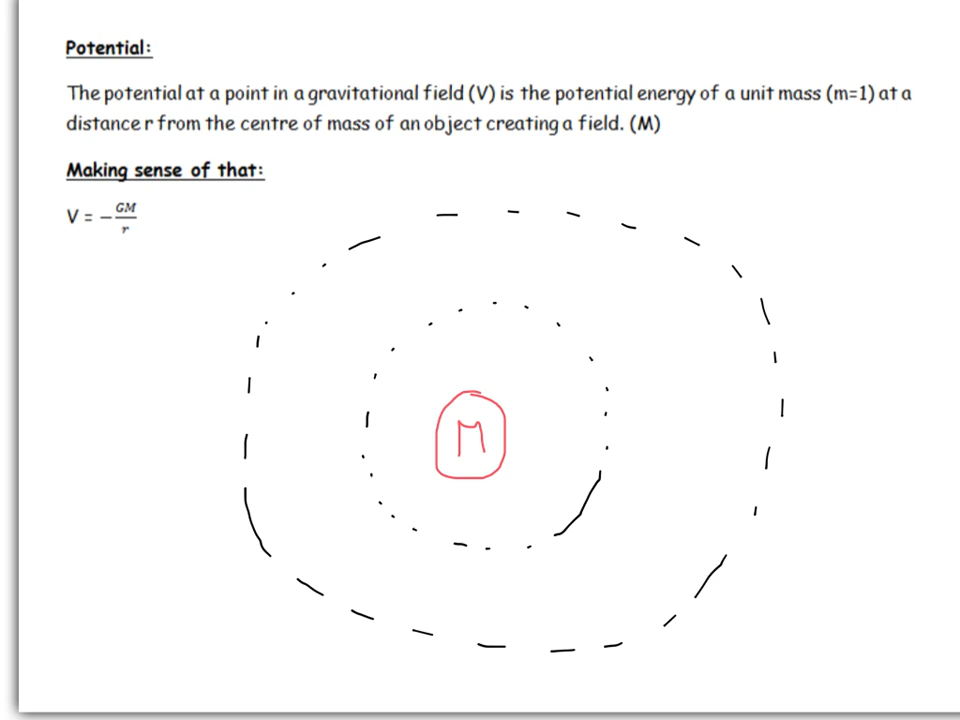 Potential:
The potential at a point in a gravitational field (V) is the potential energy of a unit mass (m=1) at a
distance r from the centre of mass of an object creating a field. (M)
Making sense of that:
V = −GM/r
M